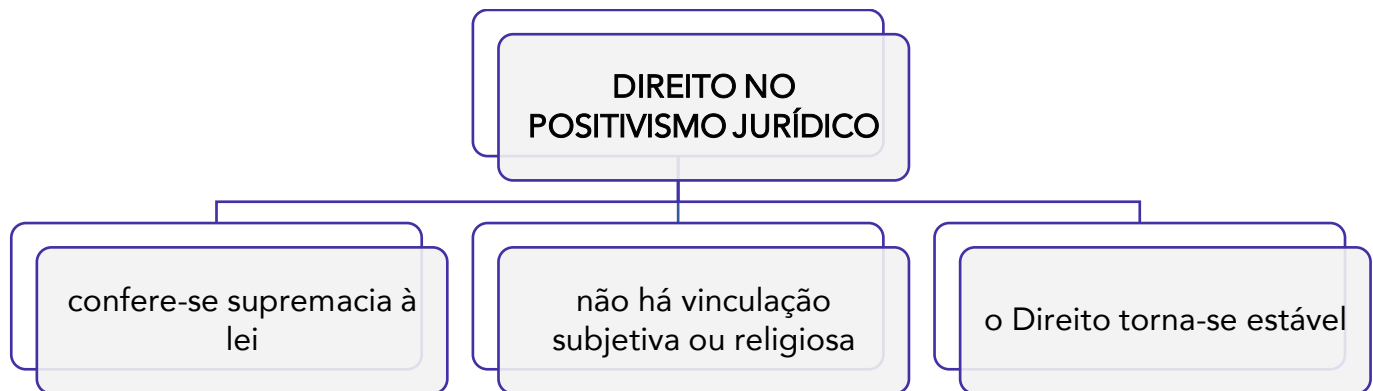 DIREITO NO
POSITIVISMO JURÍDICO
confere-se supremacia à
lei
não há vinculação
subjetiva ou religiosa
o Direito torna-se estável